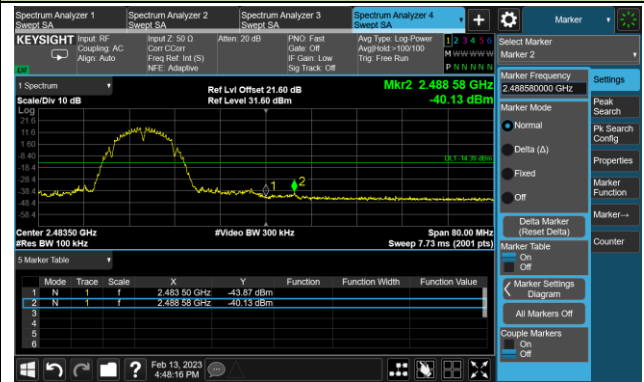 Spectrum Analyzer 1
Swept SA
Spectrum Analyzer 2
Swept SA
Spectrum Analyzer 3
Swept SA
Spectrum Analyzer 4
Swept SA
Marker
KEYSIGHT
Input: RF
Coupling: AC
Align: Auto
Input Z: 50 Ω
Corr CCorr
Freq Ref: Int (S)
NFE: Adaptive
Atten: 20 dB
PNO: Fast
Gate: Off
IF Gain: Low
Sig Track: Off
Avg Type: Log-Power
Avg|Hold >100/100
Trig: Free Run
1 2 3 4 5 6
M W W W W W
P N N N N N
Select Marker
Marker 2
1 Spectrum
Scale/Div 10 dB
Ref Lvl Offset 21.60 dB
Ref Level 31.60 dBm
Mkr2 2.488 58 GHz
-40.13 dBm
Log
21.6
11.6
1.60
-8.40
-18.4
-28.4
-38.4
-48.4
-58.4
1
2
Center 2.48350 GHz
#Res BW 100 kHz
#Video BW 300 kHz
Span 80.00 MHz
Sweep 7.73 ms (2001 pts)
5 Marker Table
Mode Trace Scale X Y Function Function Width Function Value
1 N 1 f 2.483 50 GHz -43.87 dBm
2 N 1 f 2.488 58 GHz -40.13 dBm
3
4
5
6
Marker Frequency
2.488580000 GHz
Marker Mode
Normal
Delta (Δ)
Fixed
Off
Delta Marker
(Reset Delta)
Marker Table
On
Off
Marker Settings
Diagram
All Markers Off
Couple Markers
On
Off
Settings
Peak
Search
Pk Search
Config
Properties
Marker
Function
Marker→
Counter
?
Feb 13, 2023
4:48:16 PM